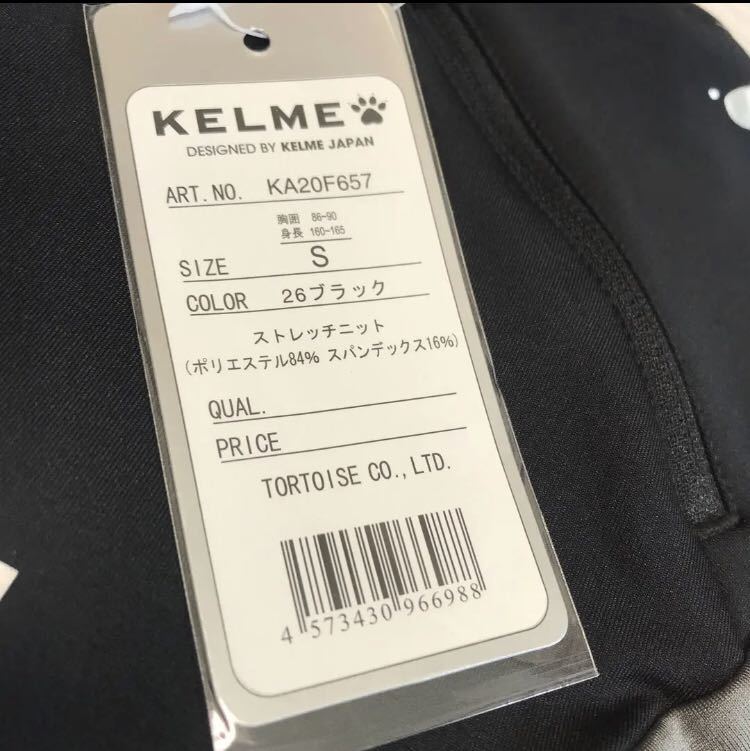 KELME
DESIGNED BY KELME JAPAN
ART.NO. KA20F657
胸囲 86~90
身長 160~165
SIZE S
COLOR 26ブラック
ストレッチニット
(ポリエステル84% スパンデックス16%)
QUAL.
PRICE
TORTOISE CO.,LTD.
4 573430 966988